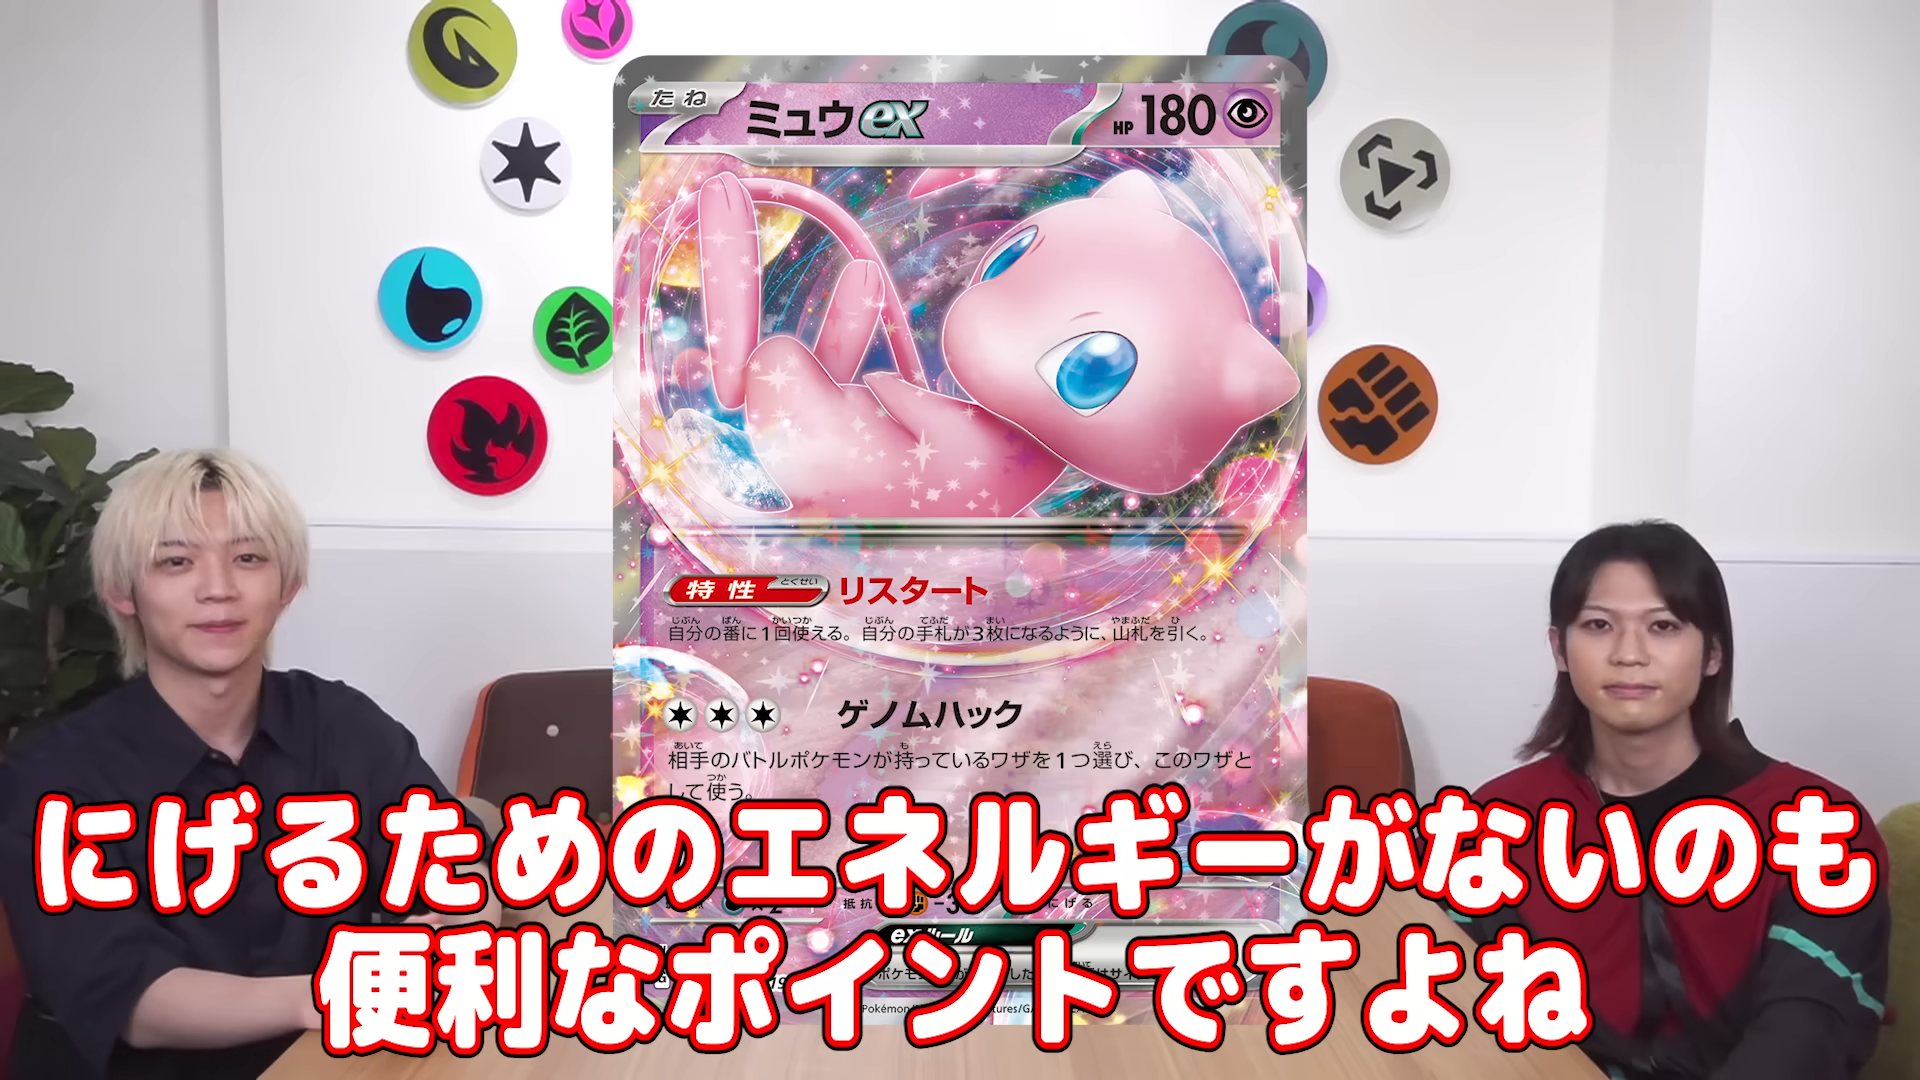 たね
ミュウex
HP 180
特性 とくせい リスタート
自分の番に1回使える。自分の手札が3枚になるように、山札を引く。
ゲノムハック
相手のバトルポケモンが持っているワザを1つ選び、このワザと
して使う。
抵抗
にげる
exルール
にげるためのエネルギーがないのも
便利なポイントですよね